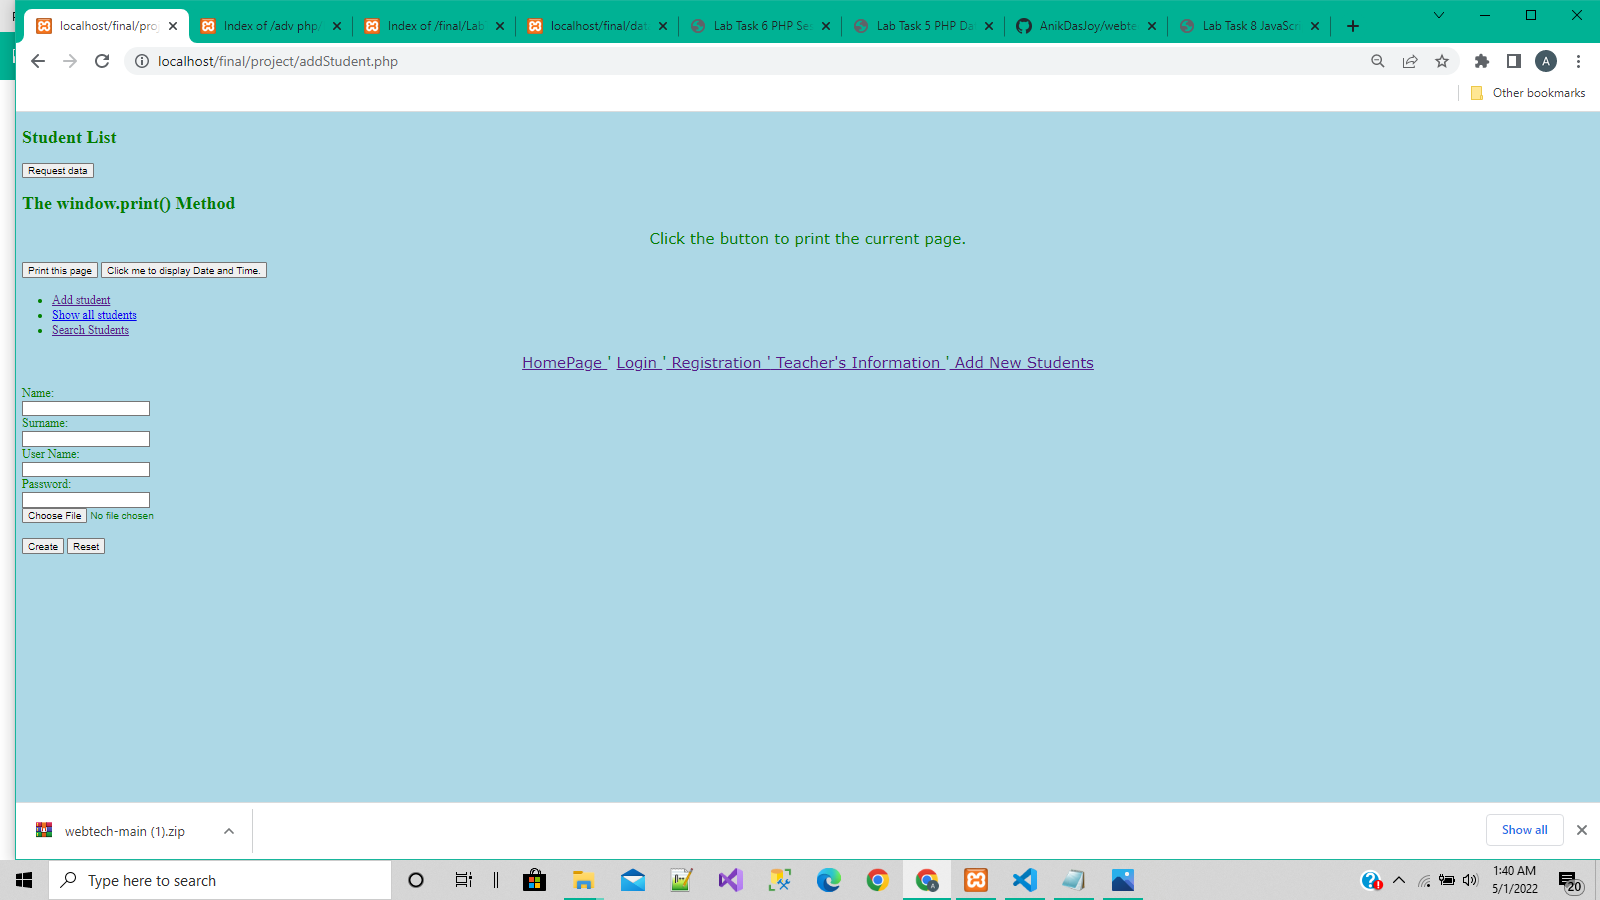 localhost/final/proj
Index of /adv php/
Index of /final/Lab
localhost/final/dat
Lab Task 6 PHP Ses
Lab Task 5 PHP Da
AnikDasJoy/webte
Lab Task 8 JavaScr
localhost/final/project/addStudent.php
A
Other bookmarks
Student List
Request data
The window.print() Method
Click the button to print the current page.
Print this page Click me to display Date and Time.
Add student
Show all students
Search Students
HomePage ' Login ' Registration ' Teacher's Information ' Add New Students
Name:
Surname:
User Name:
Password:
Choose File No file chosen
Create Reset
webtech-main (1).zip
Show all
Type here to search
1:40 AM
5/1/2022
20